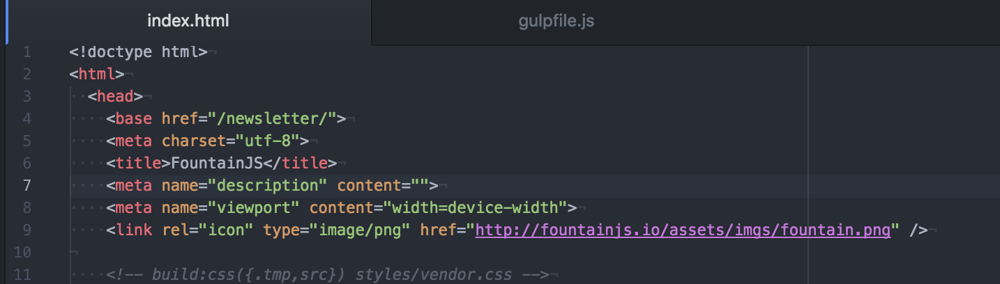 index.html
gulpfile.js
1 <!doctype html>¬
2 <html>¬
3 ··<head>¬
4 ····<base href="/newsletter/">¬
5 ····<meta charset="utf-8">¬
6 ····<title>FountainJS</title>¬
7 ····<meta name="description" content="">¬
8 ····<meta name="viewport" content="width=device-width">¬
9 ····<link rel="icon" type="image/png" href="http://fountainjs.io/assets/imgs/fountain.png" />¬
10 ¬
11 ····<!-- build:css({.tmp,src}) styles/vendor.css -->¬